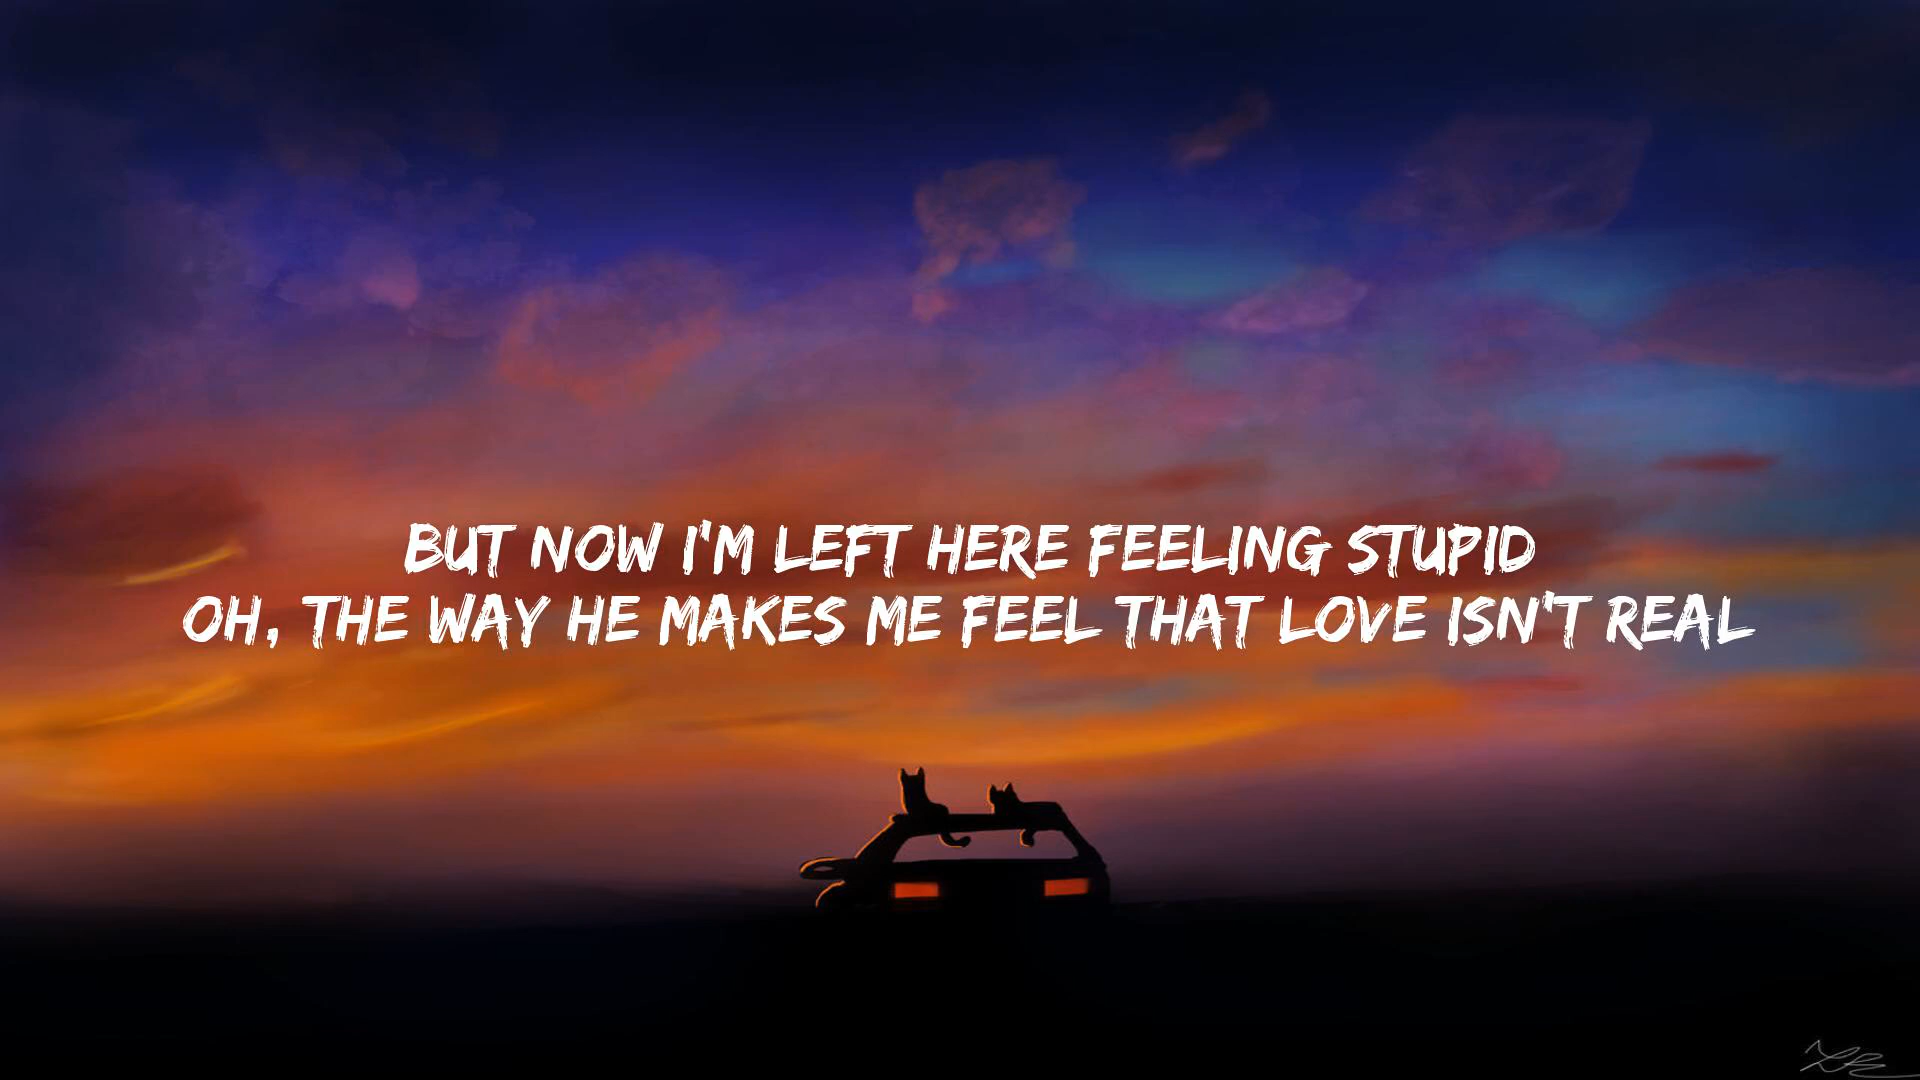 BUT NOW I'M LEFT HERE FEELING STUPID
OH, THE WAY HE MAKES ME FEEL THAT LOVE ISN'T REAL